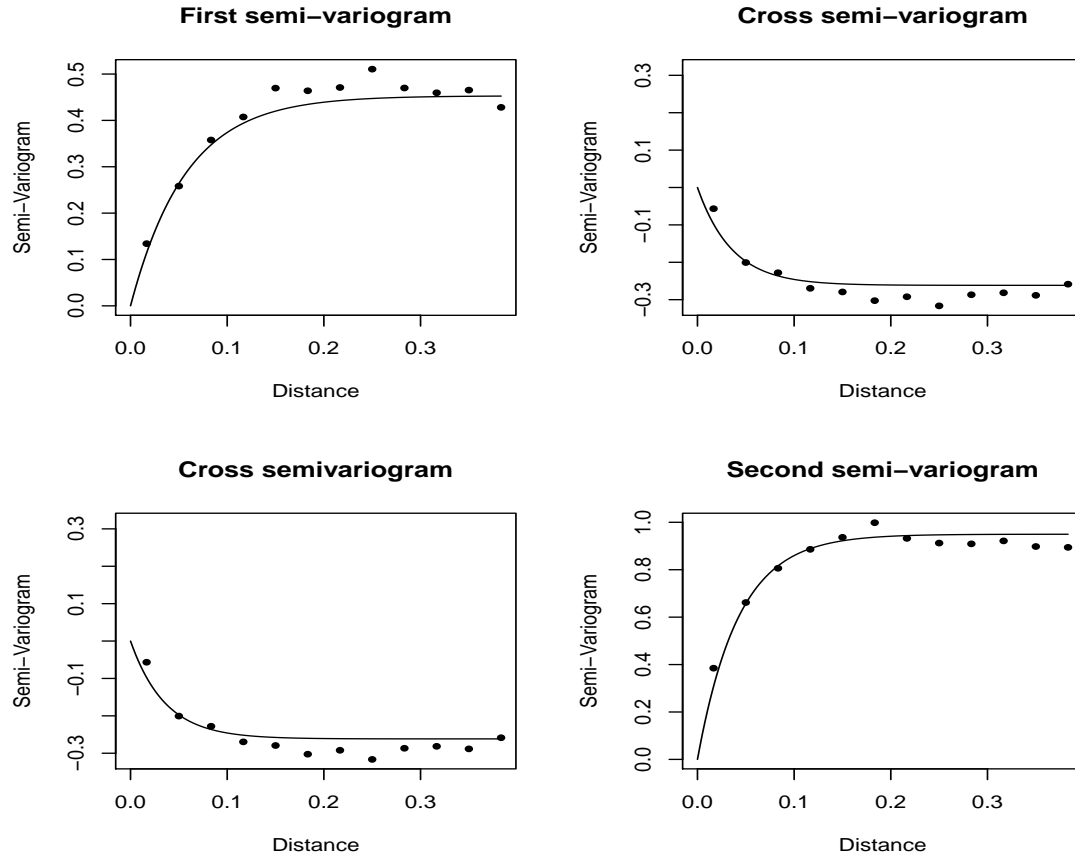 First semi-variogram
Semi-Variogram
0.0 0.1 0.2 0.3 0.4 0.5
0.0 0.1 0.2 0.3
Distance
Cross semi-variogram
Semi-Variogram
-0.3 -0.1 0.1 0.3
0.0 0.1 0.2 0.3
Distance
Cross semivariogram
Semi-Variogram
-0.3 -0.1 0.1 0.3
0.0 0.1 0.2 0.3
Distance
Second semi-variogram
Semi-Variogram
0.0 0.2 0.4 0.6 0.8 1.0
0.0 0.1 0.2 0.3
Distance